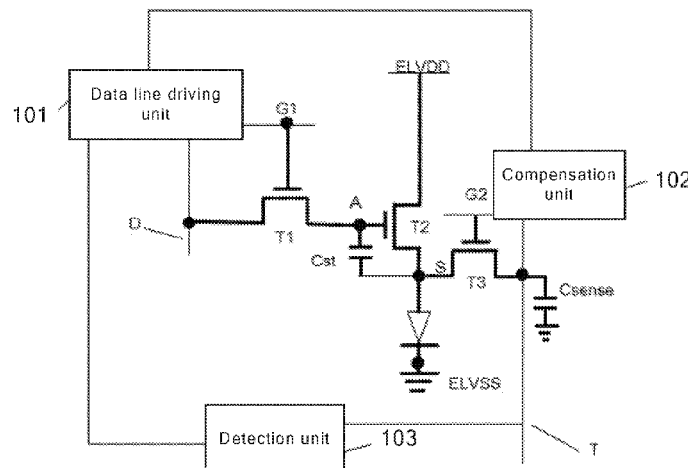 ELVDD
101
Data line driving
unit
G1
Compensation
unit
102
G2
A
D
T1
T2
Cst
S
T3
Csense
ELVSS
Detection unit
103
T